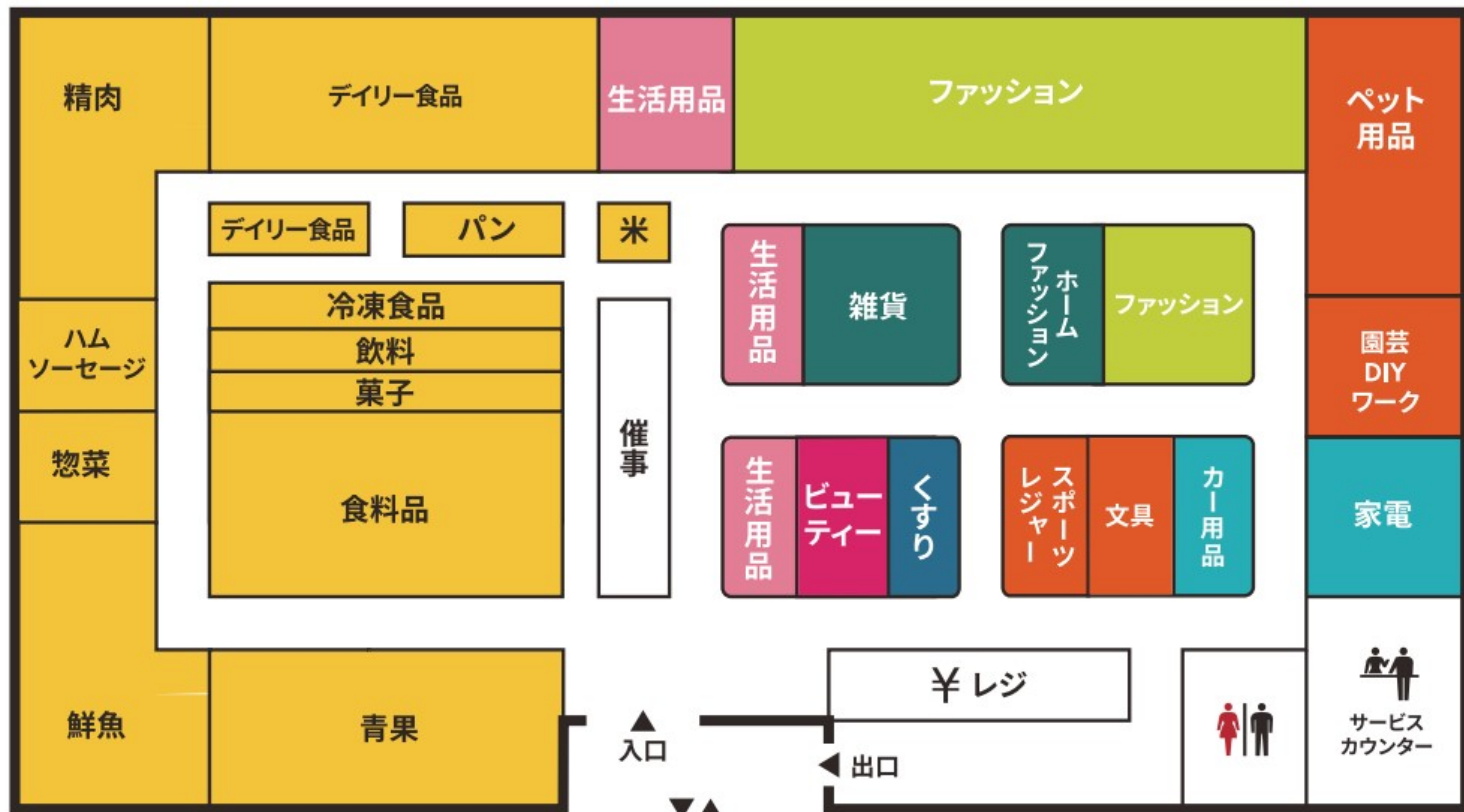 精肉
デイリー食品
生活用品
ファッション
ペット
用品
デイリー食品
パン
米
生活用品
雑貨
ホーム
ファッション
ファッション
冷凍食品
飲料
菓子
食料品
催事
ハム
ソーセージ
園芸
DIY
ワーク
惣菜
生活用品
ビュー
ティー
くすり
スポーツ
レジャー
文具
カー用品
家電
鮮魚
青果
▲
入口
◀ 出口
▼▲
¥ レジ
サービス
カウンター